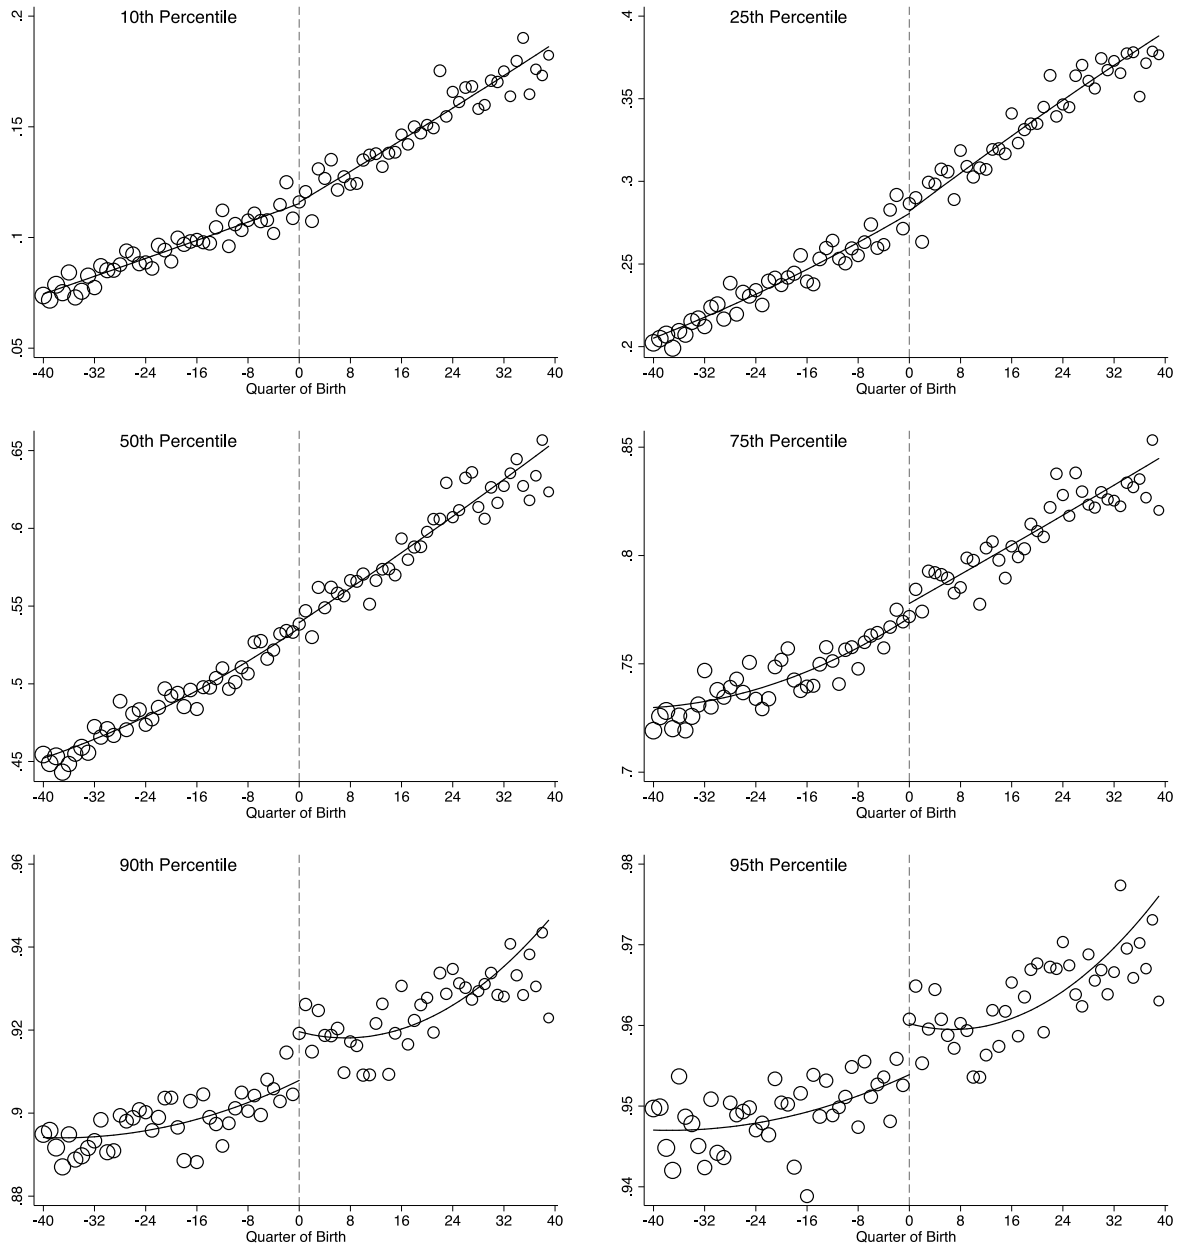 10th Percentile
.2
.15
.1
.05
-40 -32 -24 -16 -8 0 8 16 24 32 40
Quarter of Birth
25th Percentile
.4
.35
.3
.25
.2
-40 -32 -24 -16 -8 0 8 16 24 32 40
Quarter of Birth
50th Percentile
.65
.6
.55
.5
.45
-40 -32 -24 -16 -8 0 8 16 24 32 40
Quarter of Birth
75th Percentile
.85
.8
.75
.7
-40 -32 -24 -16 -8 0 8 16 24 32 40
Quarter of Birth
90th Percentile
.96
.94
.92
.9
.88
-40 -32 -24 -16 -8 0 8 16 24 32 40
Quarter of Birth
95th Percentile
.98
.97
.96
.95
.94
-40 -32 -24 -16 -8 0 8 16 24 32 40
Quarter of Birth